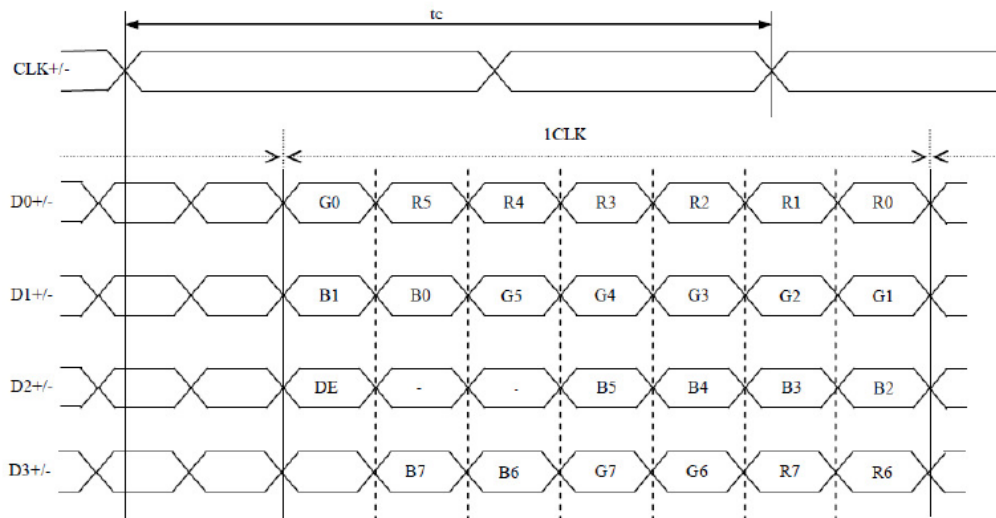 tc
CLK+/-
1CLK
D0+/- G0 R5 R4 R3 R2 R1 R0
D1+/- B1 B0 G5 G4 G3 G2 G1
D2+/- DE - - B5 B4 B3 B2
D3+/- B7 B6 G7 G6 R7 R6